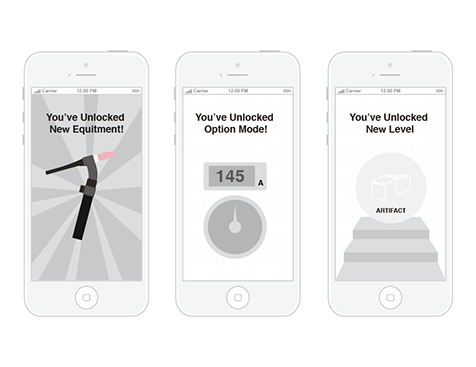 Carrier 12:00 PM
You've Unlocked
New Equitment!
Carrier 12:00 PM
You've Unlocked
Option Mode!
145 A
Carrier 12:00 PM
You've Unlocked
New Level
ARTIFACT